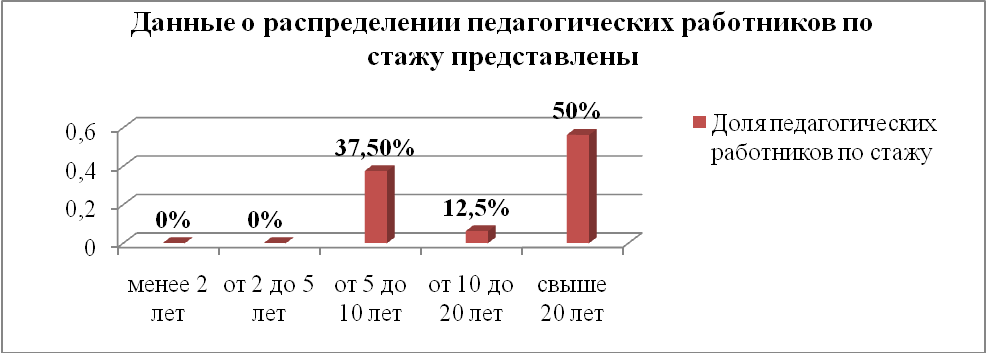 Данные о распределении педагогических работников по
стажу представлены
50%
0,6
37,50%
0,4
0,2
12,5%
0%
0%
0
Доля педагогических
работников по стажу
менее 2
лет
от 2 до 5
лет
от 5 до
10 лет
от 10 до
20 лет
свыше
20 лет